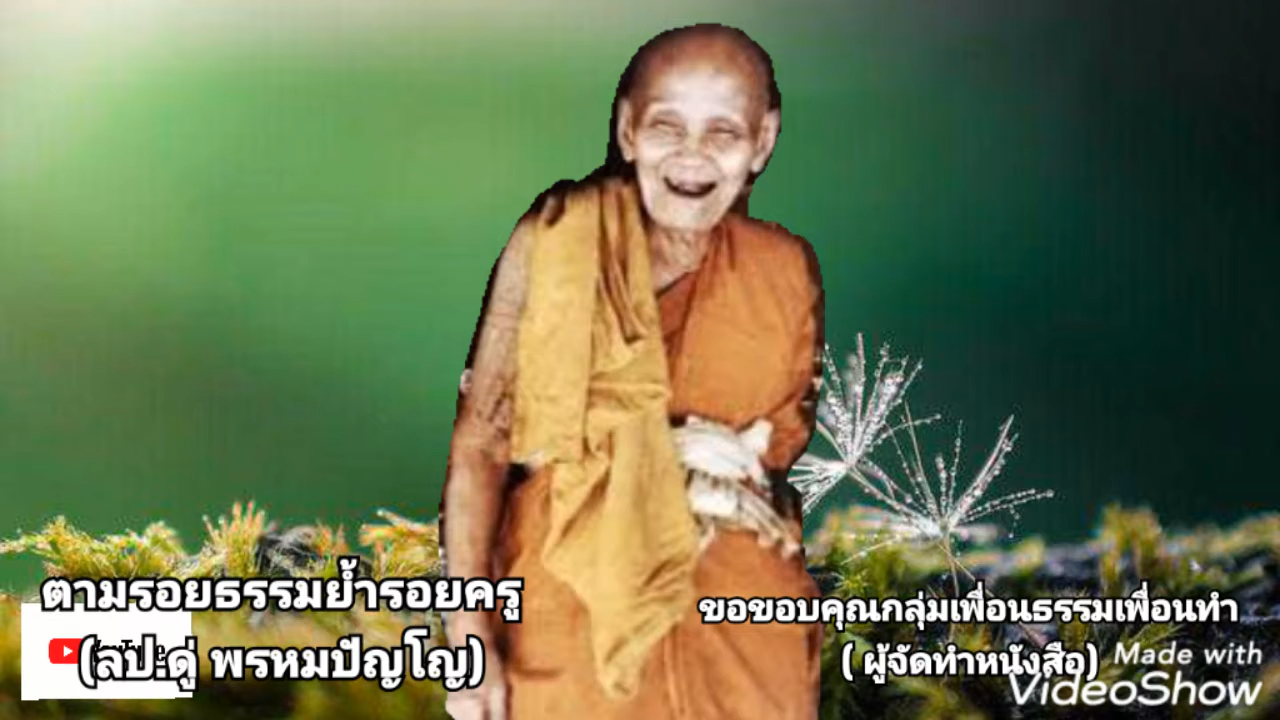 ตามรอยธรรมย้ำรอยครู
(ลป.ดู่ พรหมปัญโญ)
ขอขอบคุณกลุ่มเพื่อนธรรมเพื่อนทำ
( ผู้จัดทำหนังสือ)
Made with
VideoShow